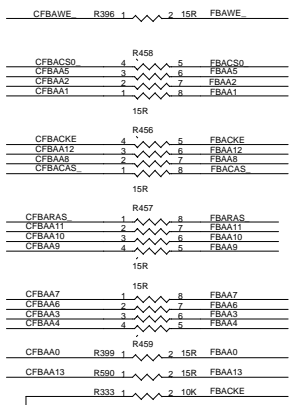 CFBAWE_ R396 1 2 15R FBAWE_
R458
CFBACS0_ 4 5 FBACS0_
CFBAA5 3 6 FBAA5
CFBAA2 2 7 FBAA2
CFBAA1 1 8 FBAA1
15R
R456
CFBACKE 4 5 FBACKE
CFBAA12 3 6 FBAA12
CFBAA8 2 7 FBAA8
CFBACAS_ 1 8 FBACAS_
15R
R457
CFBARAS_ 1 8 FBARAS_
CFBAA11 2 7 FBAA11
CFBAA10 3 6 FBAA10
CFBAA9 4 5 FBAA9
15R
15R
CFBAA7 1 8 FBAA7
CFBAA6 2 7 FBAA6
CFBAA3 3 6 FBAA3
CFBAA4 4 5 FBAA4
R459
CFBAA0 R399 1 2 15R FBAA0
CFBAA13 R590 1 2 15R FBAA13
R333 1 2 10K FBACKE